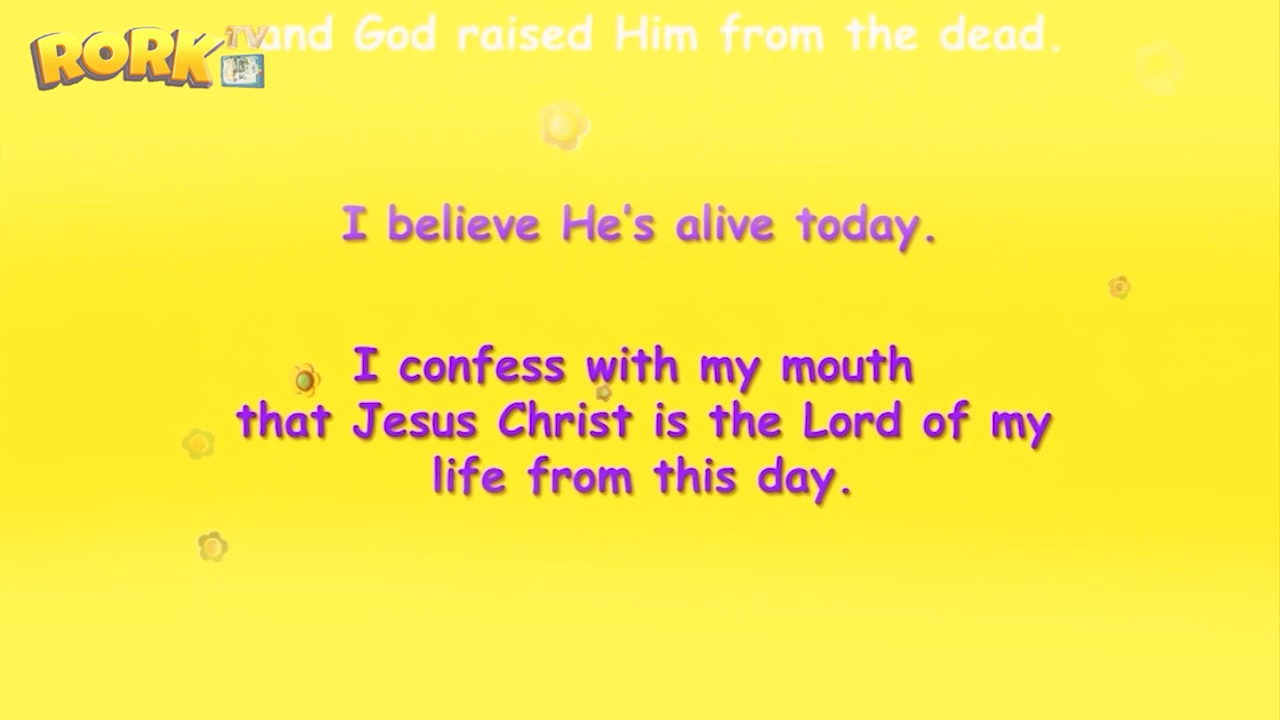 RORK TV
and God raised Him from the dead.
I believe He's alive today.
I confess with my mouth
that Jesus Christ is the Lord of my
life from this day.